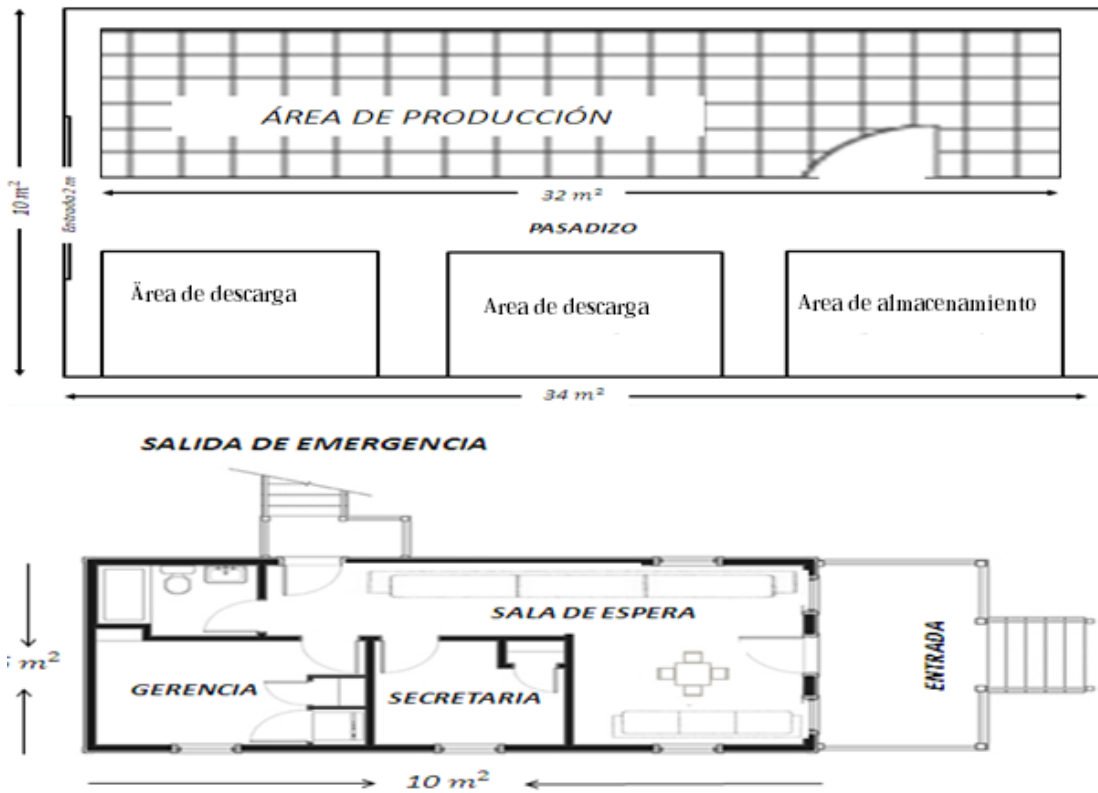 ÁREA DE PRODUCCIÓN
10 m²
Entrada 2 m
32 m²
PASADIZO
Ärea de descarga
Area de descarga
Area de almacenamiento
34 m²
SALIDA DE EMERGENCIA
SALA DE ESPERA
ENTRADA
m²
GERENCIA
SECRETARIA
10 m²